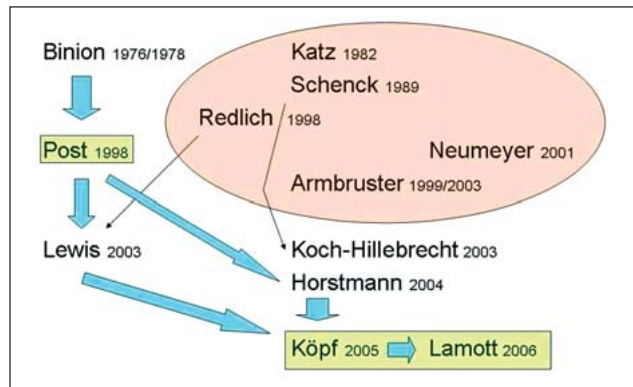 Binion 1976/1978
Katz 1982
Schenck 1989
Redlich 1998
Post 1998
Neumeyer 2001
Armbruster 1999/2003
Lewis 2003
Koch-Hillebrecht 2003
Horstmann 2004
Köpf 2005
Lamott 2006